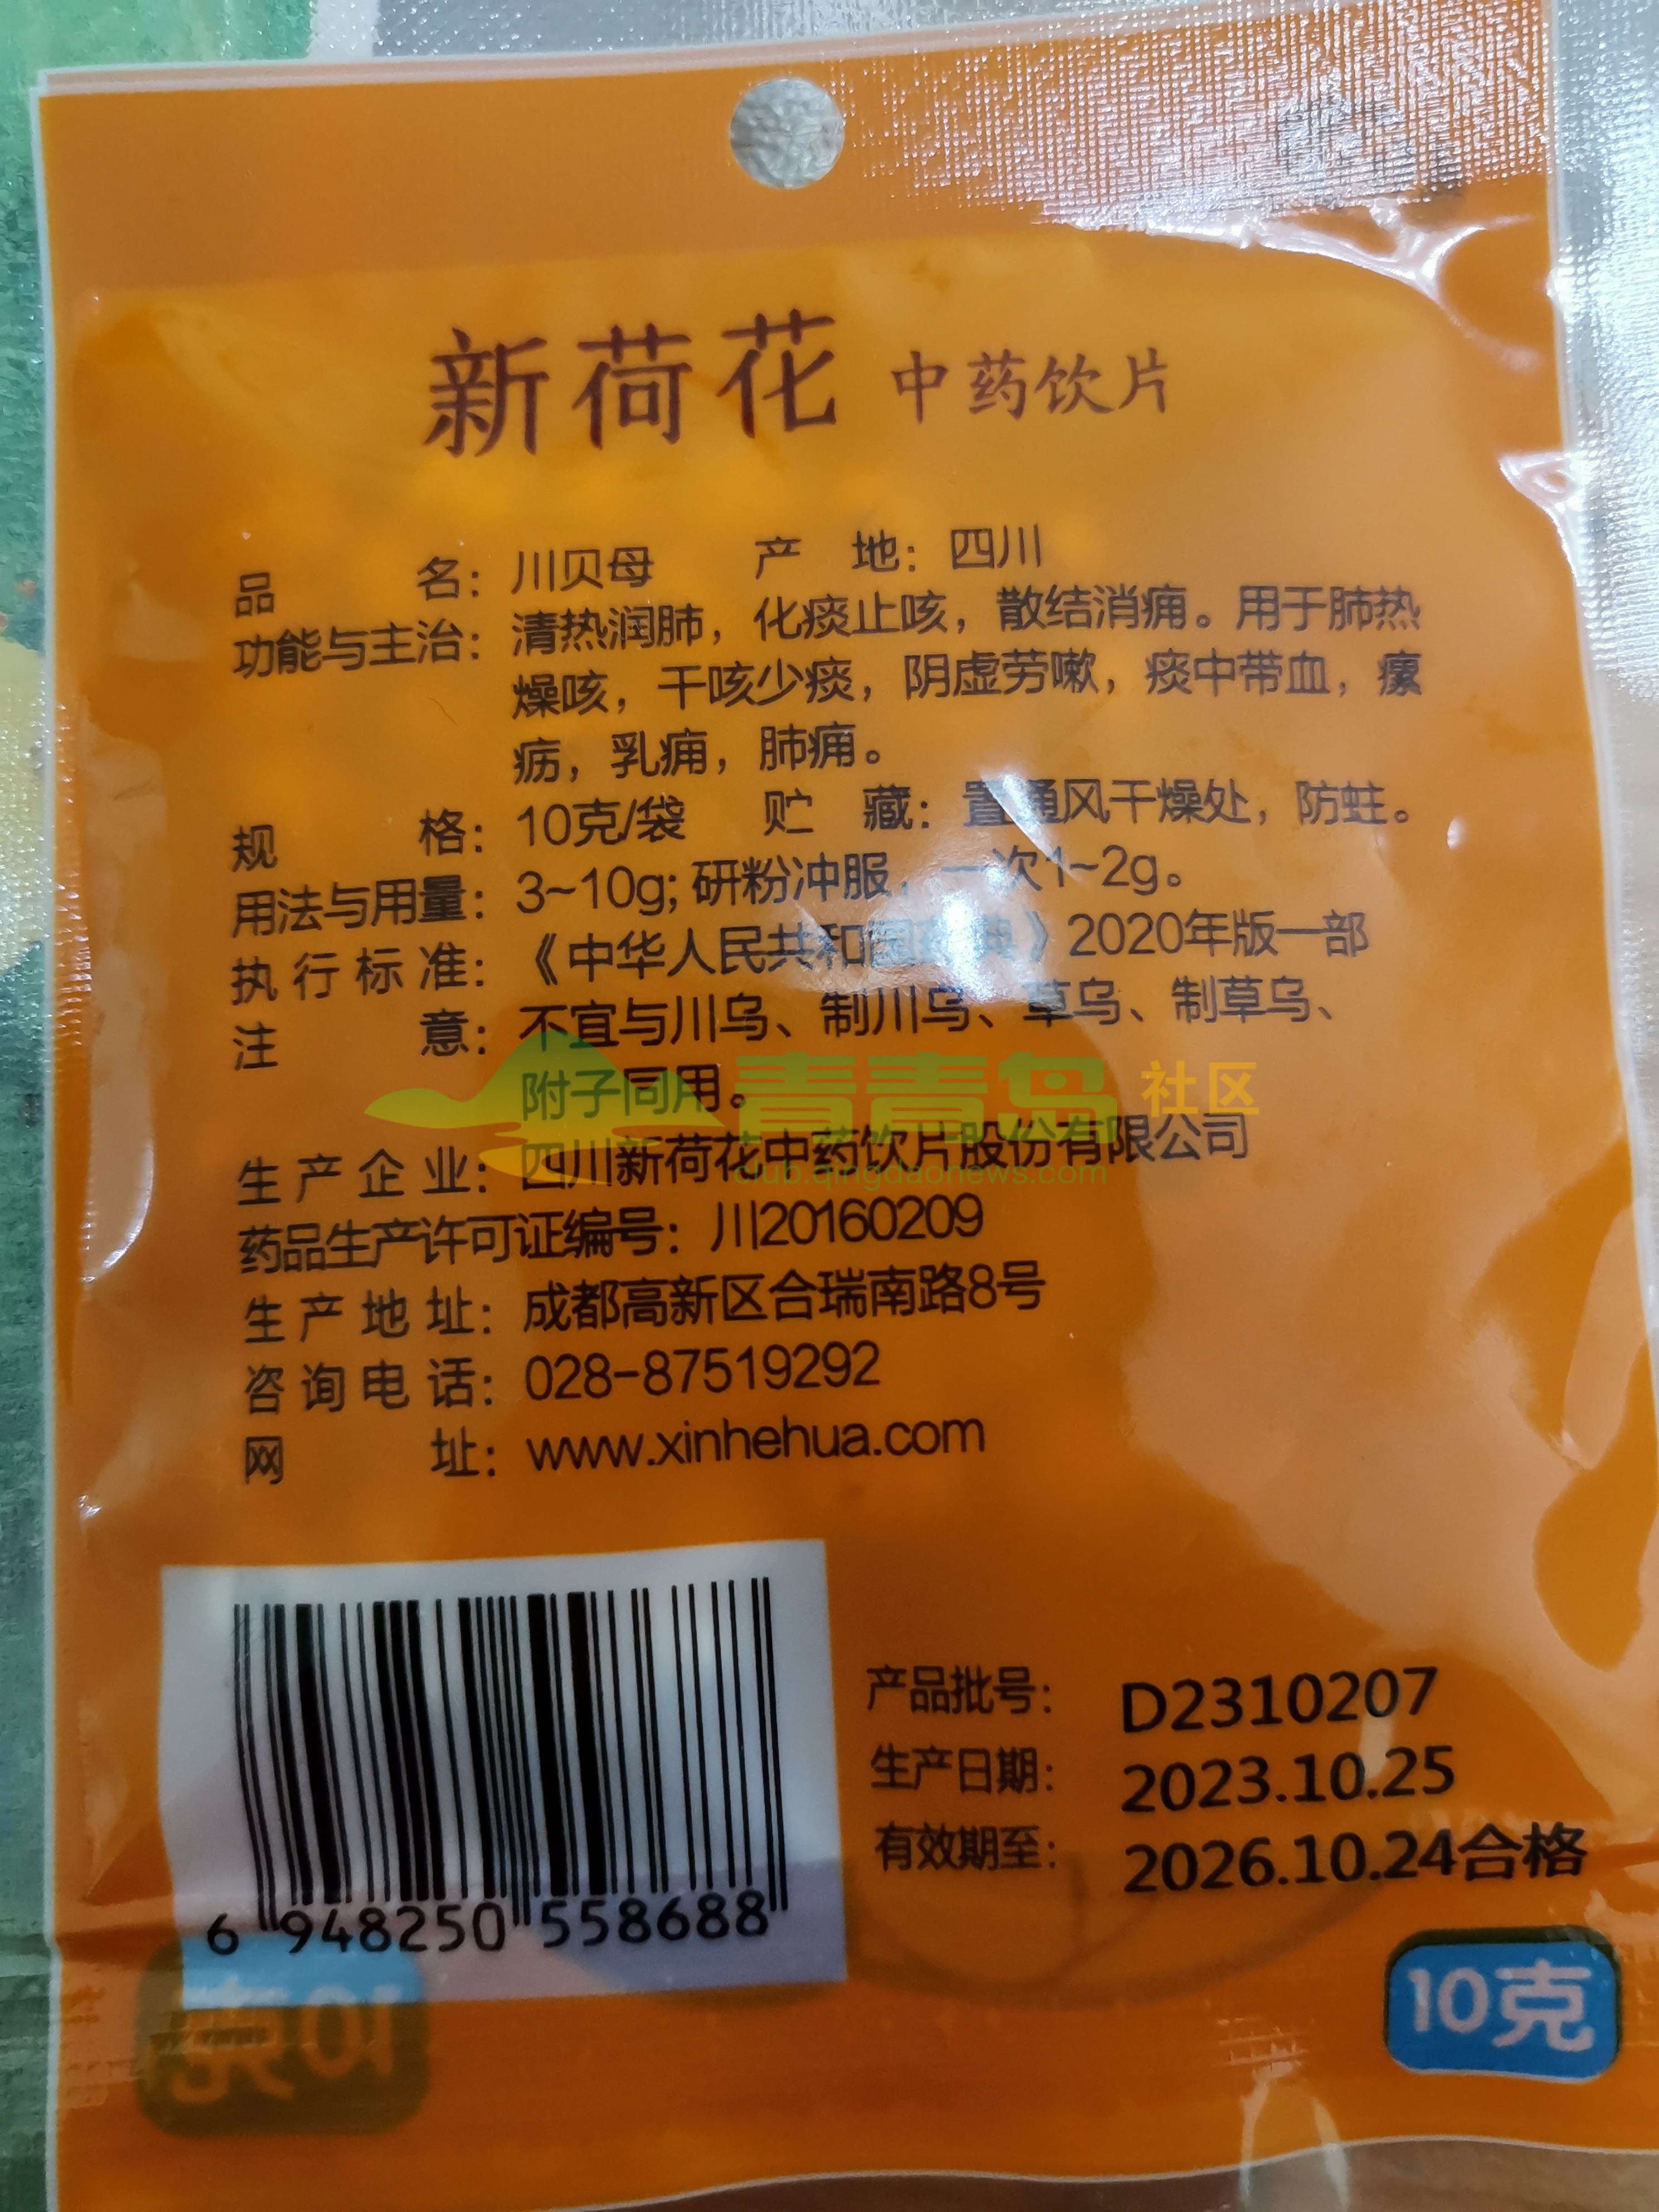 新荷花 中药饮片
品 名：川贝母 产 地：四川
功能与主治：清热润肺，化痰止咳，散结消痈。用于肺热
燥咳，干咳少痰，阴虚劳嗽，痰中带血，瘰
疬，乳痈，肺痈。
规 格：10克/袋 贮 藏：置通风干燥处，防蛀。
用法与用量：3~10g; 研粉冲服，一次1~2g。
执行标准：《中华人民共和国药典》2020年版一部
注 意：不宜与川乌、制川乌、草乌、制草乌、
附子同用。
青青岛 社区
club.qingdaonews.com
生产企业：四川新荷花中药饮片股份有限公司
药品生产许可证编号：川20160209
生产地址：成都高新区合瑞南路8号
咨询电话：028-87519292
网 址：www.xinhehua.com
产品批号：D2310207
生产日期：2023.10.25
有效期至：2026.10.24合格
6 948250 558688
10克
10克